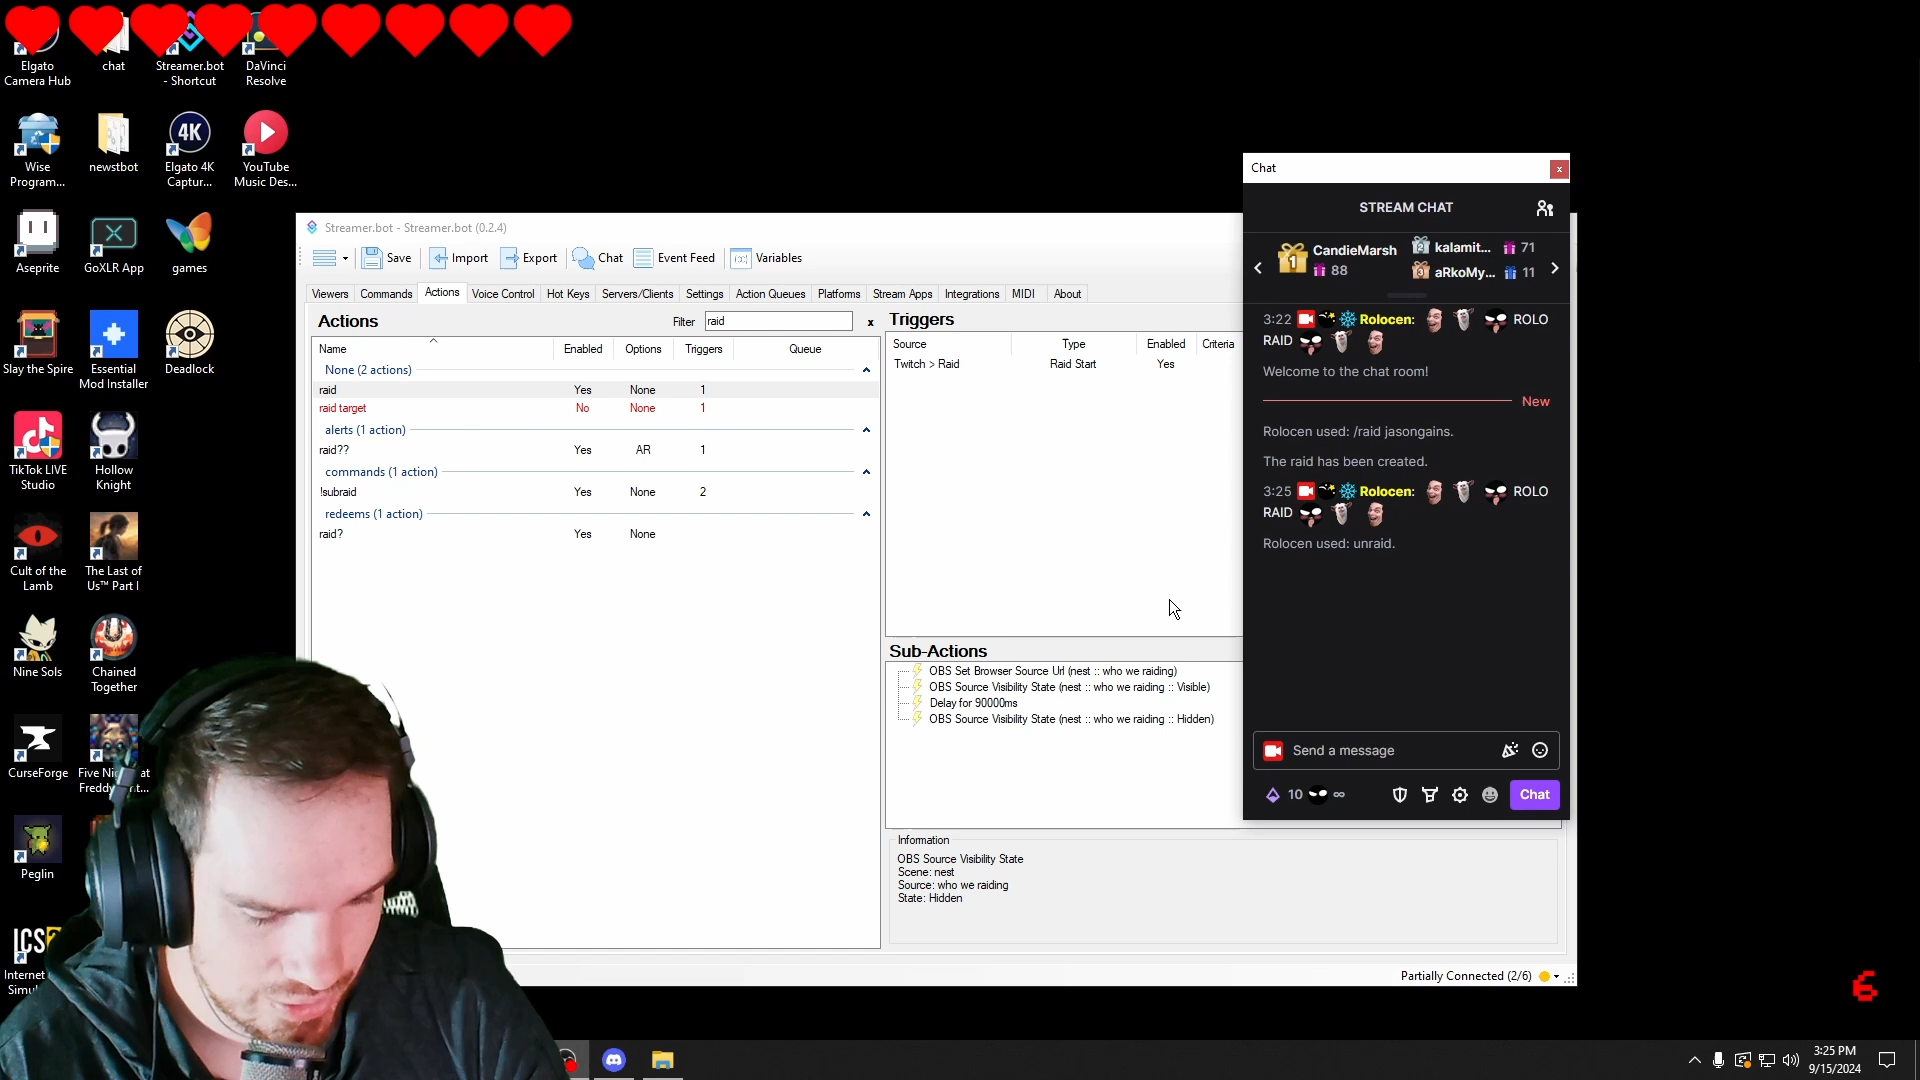 Elgato
Camera Hub
chat
Streamer.bot
- Shortcut
DaVinci
Resolve
Wise
Program...
newstbot
4K
Elgato 4K
Captur...
YouTube
Music Des...
Aseprite
GoXLR App
games
Slay the Spire
Essential
Mod Installer
Deadlock
TikTok LIVE
Studio
Hollow
Knight
Cult of the
Lamb
The Last of
Us™ Part I
Nine Sols
Chained
Together
CurseForge
Peglin
Internet
Streamer.bot - Streamer.bot (0.2.4)
Save
Import
Export
Chat
Event Feed
Variables
Viewers
Commands
Actions
Voice Control
Hot Keys
Servers/Clients
Settings
Action Queues
Platforms
Stream Apps
Integrations
MIDI
About
Actions
Filter
raid
x
Name
Enabled
Options
Triggers
Queue
None (2 actions)
raid Yes None 1
raid target No None 1
alerts (1 action)
raid?? Yes AR 1
commands (1 action)
!subraid Yes None 2
redeems (1 action)
raid? Yes None
Triggers
Source Type Enabled Criteria
Twitch > Raid Raid Start Yes
Sub-Actions
OBS Set Browser Source Url (nest :: who we raiding)
OBS Source Visibility State (nest :: who we raiding :: Visible)
Delay for 90000ms
OBS Source Visibility State (nest :: who we raiding :: Hidden)
Information
OBS Source Visibility State
Scene: nest
Source: who we raiding
State: Hidden
Partially Connected (2/6)
Chat
x
STREAM CHAT
1
CandieMarsh
88
2
kalamit... 71
3
aRkoMy... 11
3:22 Rolocen: ROLO
RAID
Welcome to the chat room!
New
Rolocen used: /raid jasongains.
The raid has been created.
3:25 Rolocen: ROLO
RAID
Rolocen used: unraid.
Send a message
10 ∞
Chat
6
3:25 PM
9/15/2024